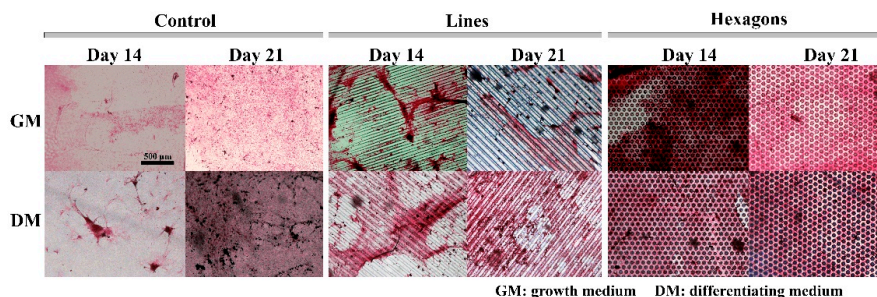 Control Lines Hexagons
Day 14 Day 21 Day 14 Day 21 Day 14 Day 21
GM
500 µm
DM
GM: growth medium DM: differentiating medium